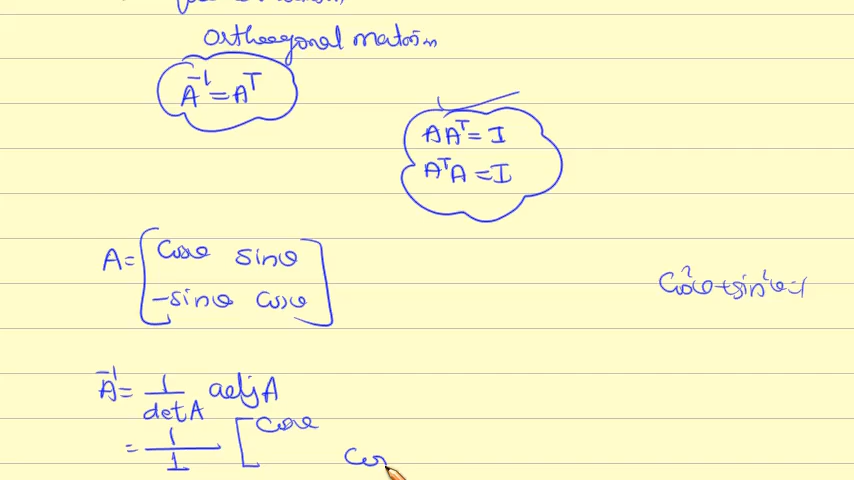 Orthogonal matrix
A⁻¹ = Aᵀ
AAᵀ = I
AᵀA = I
A = [cosθ sinθ
-sinθ cosθ]
cos²θ + sin²θ = 1
A⁻¹ = 1/detA adjA
= 1/1 [cosθ
cos